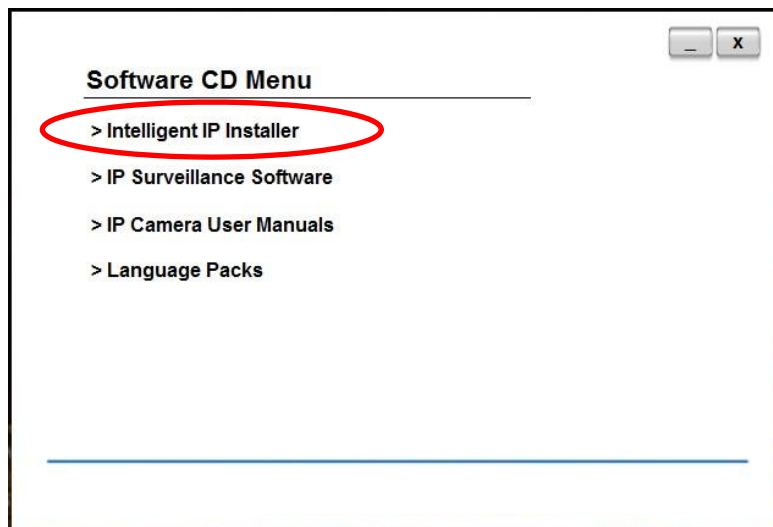 _ X
Software CD Menu
> Intelligent IP Installer
> IP Surveillance Software
> IP Camera User Manuals
> Language Packs